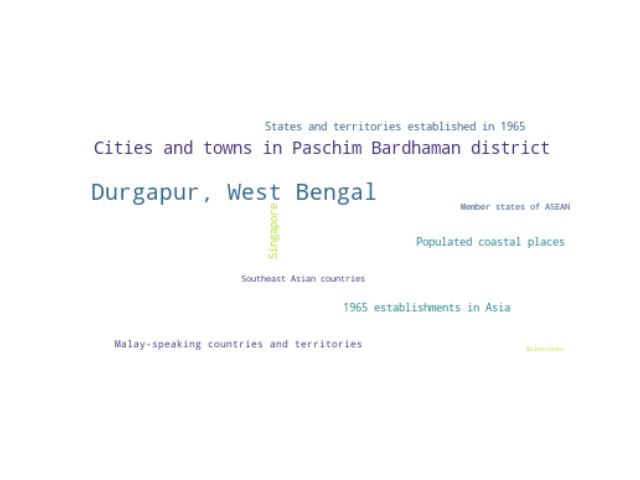 States and territories established in 1965
Cities and towns in Paschim Bardhaman district
Durgapur, West Bengal
Singapore
Member states of ASEAN
Populated coastal places
Southeast Asian countries
1965 establishments in Asia
Malay-speaking countries and territories
Milestones